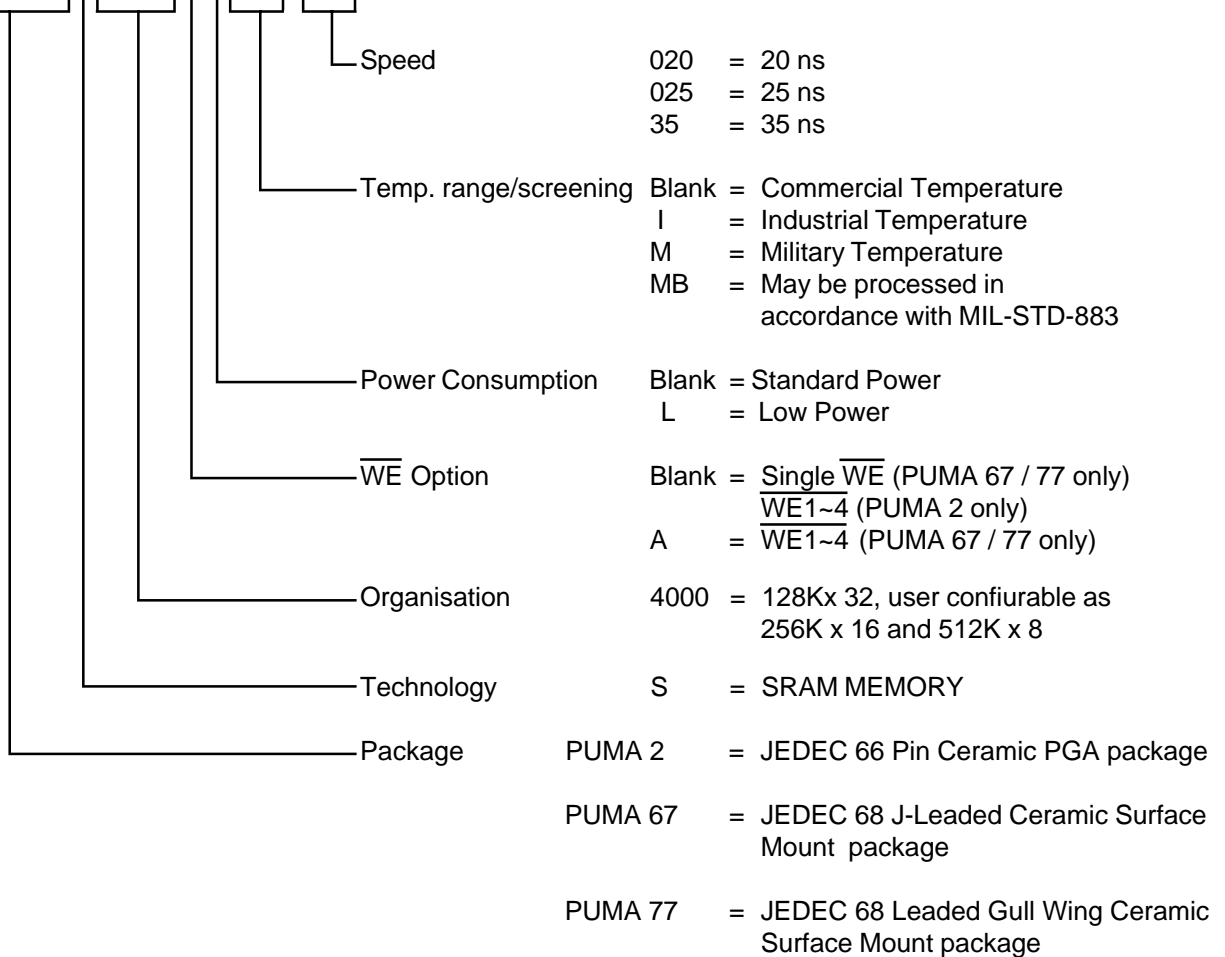 Speed 020 = 20 ns
025 = 25 ns
35 = 35 ns
Temp. range/screening Blank = Commercial Temperature
I = Industrial Temperature
M = Military Temperature
MB = May be processed in
accordance with MIL-STD-883
Power Consumption Blank = Standard Power
L = Low Power
W̅E̅ Option Blank = Single W̅E̅ (PUMA 67 / 77 only)
W̅E̅1̅~̅4̅ (PUMA 2 only)
A = W̅E̅1̅~̅4̅ (PUMA 67 / 77 only)
Organisation 4000 = 128Kx 32, user confiurable as
256K x 16 and 512K x 8
Technology S = SRAM MEMORY
Package PUMA 2 = JEDEC 66 Pin Ceramic PGA package
PUMA 67 = JEDEC 68 J-Leaded Ceramic Surface
Mount package
PUMA 77 = JEDEC 68 Leaded Gull Wing Ceramic
Surface Mount package